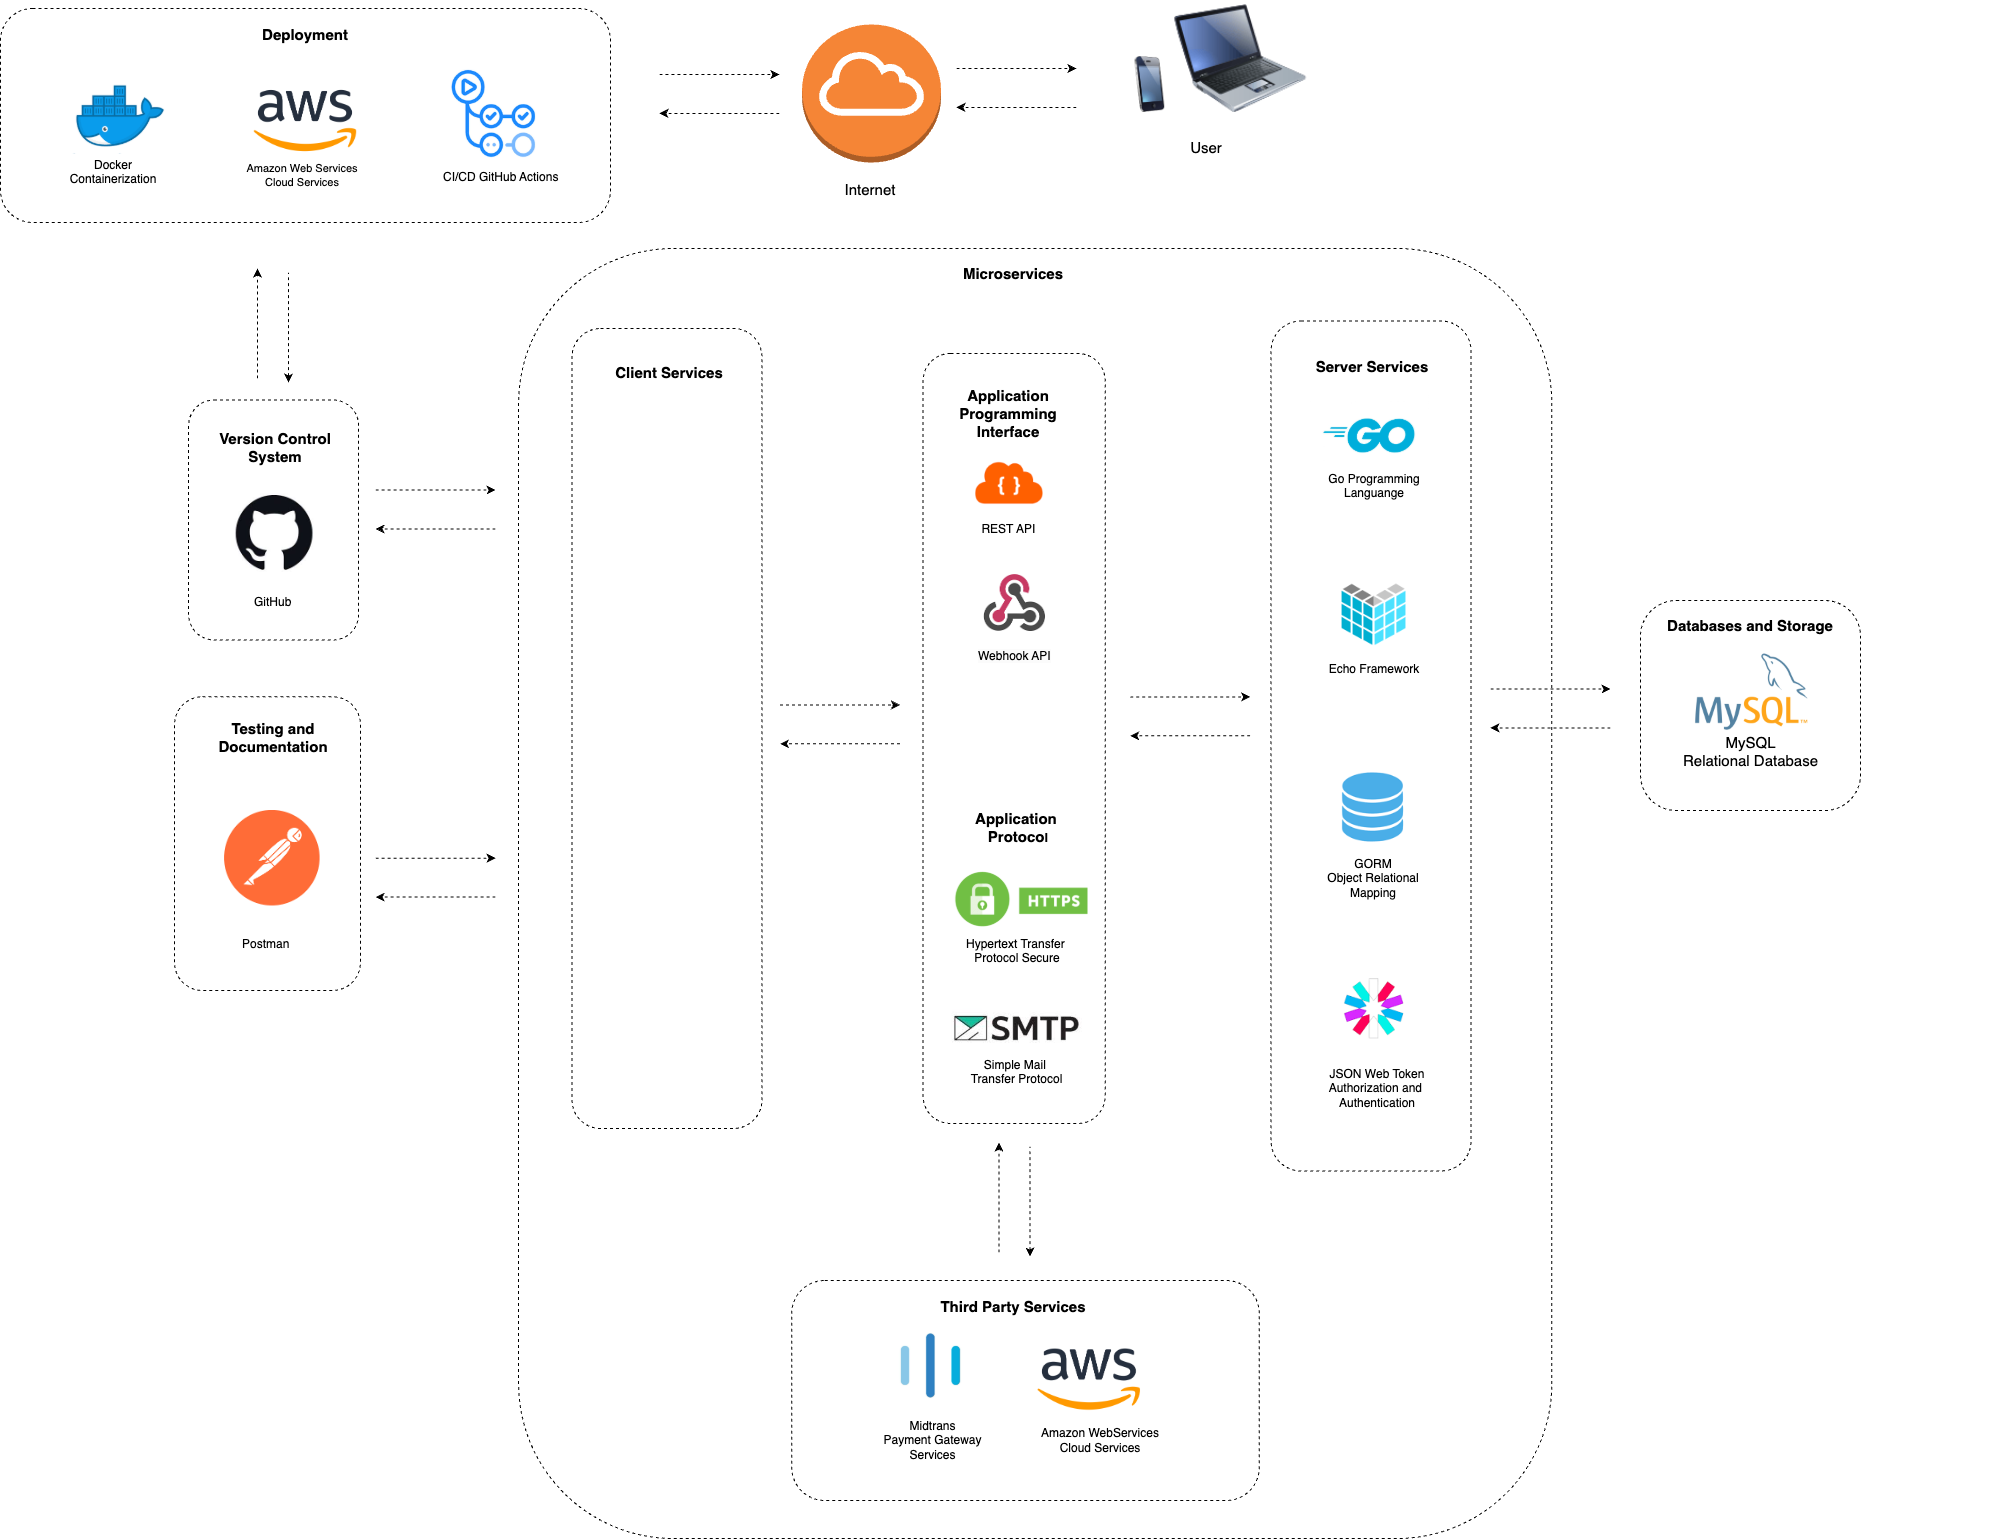 Deployment
aws
Docker
Containerization
Amazon Web Services
Cloud Services
CI/CD GitHub Actions
Internet
User
Microservices
Version Control
System
GitHub
Testing and
Documentation
Postman
Client Services
Application
Programming
Interface
{ }
REST API
Webhook API
Application
Protocol
HTTPS
Hypertext Transfer
Protocol Secure
SMTP
Simple Mail
Transfer Protocol
Server Services
GO
Go Programming
Languange
Echo Framework
GORM
Object Relational
Mapping
JSON Web Token
Authorization and
Authentication
Databases and Storage
MySQL™
MySQL
Relational Database
Third Party Services
aws
Midtrans
Payment Gateway
Services
Amazon WebServices
Cloud Services